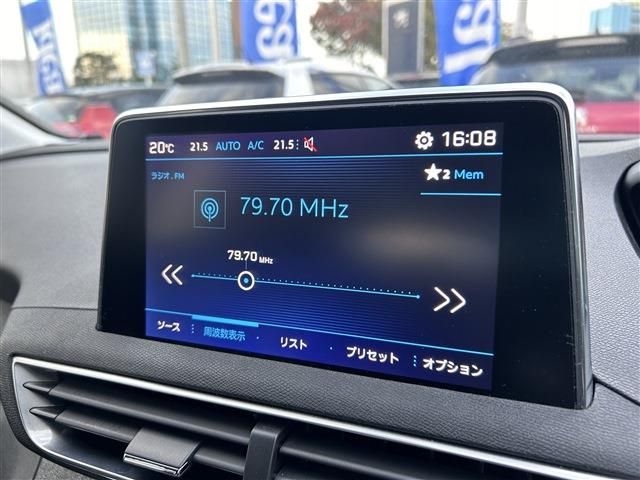 20℃ 21.5 AUTO A/C 21.5 16:08
ラジオ.FM
2 Mem
79.70 MHz
79.70 MHz
ソース 周波数表示 リスト プリセット オプション